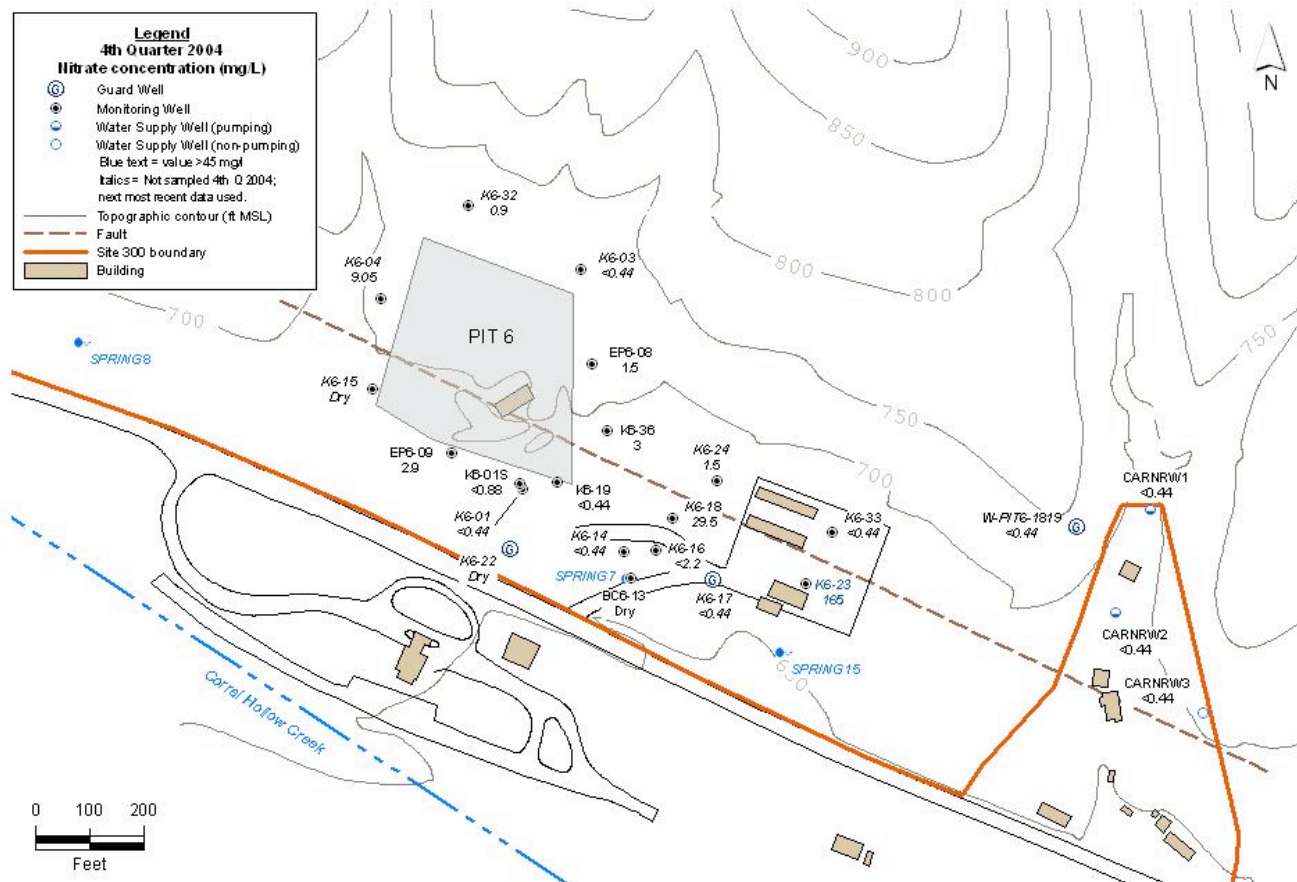 Legend
4th Quarter 2004
Nitrate concentration (mg/L)
G
Guard Well
Monitoring Well
Water Supply Well (pumping)
Water Supply Well (non-pumping)
Blue text = value >45 mg/l
Italics = Not sampled 4th Q 2004;
next most recent data used.
Topographic contour (ft MSL)
Fault
Site 300 boundary
Building
N
900
850
800
800
750
750
700
700
650
K6-32
0.9
K6-03
<0.44
K6-04
9.05
PIT 6
SPRING8
EP6-08
1.5
K6-15
Dry
K6-36
3
EP6-09
2.9
K6-24
1.5
K6-01S
<0.88
K6-19
<0.44
K6-18
29.5
K6-33
<0.44
W-PIT6-1819
<0.44
G
CARNRW1
<0.44
K6-01
<0.44
G
K6-14
<0.44
K6-16
<2.2
K6-22
Dry
SPRING7
BC6-13
Dry
G
K6-17
<0.44
K6-23
165
CARNRW2
<0.44
SPRING15
CARNRW3
<0.44
Corral Hollow Creek
0 100 200
Feet